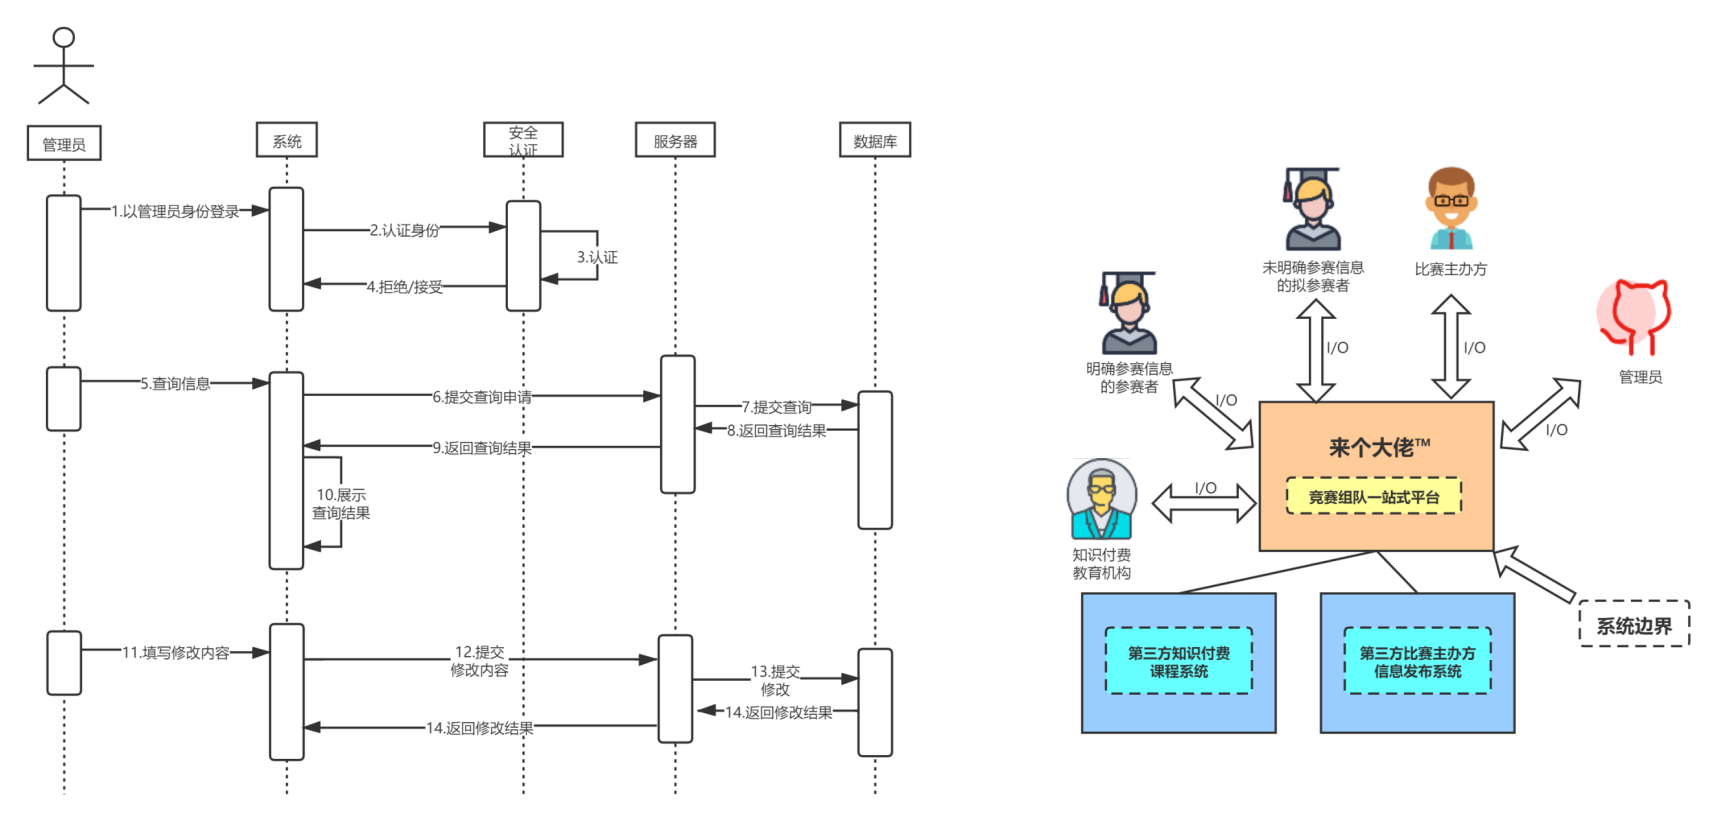 管理员
系统
安全
认证
服务器
数据库
1.以管理员身份登录
2.认证身份
3.认证
4.拒绝/接受
5.查询信息
6.提交查询申请
7.提交查询
8.返回查询结果
9.返回查询结果
10.展示
查询结果
11.填写修改内容
12.提交
修改内容
13.提交
修改
14.返回修改结果
14.返回修改结果
未明确参赛信息
的拟参赛者
比赛主办方
明确参赛信息
的参赛者
管理员
I/O
I/O
I/O
I/O
I/O
知识付费
教育机构
来个大佬™
竞赛组队一站式平台
系统边界
第三方知识付费
课程系统
第三方比赛主办方
信息发布系统